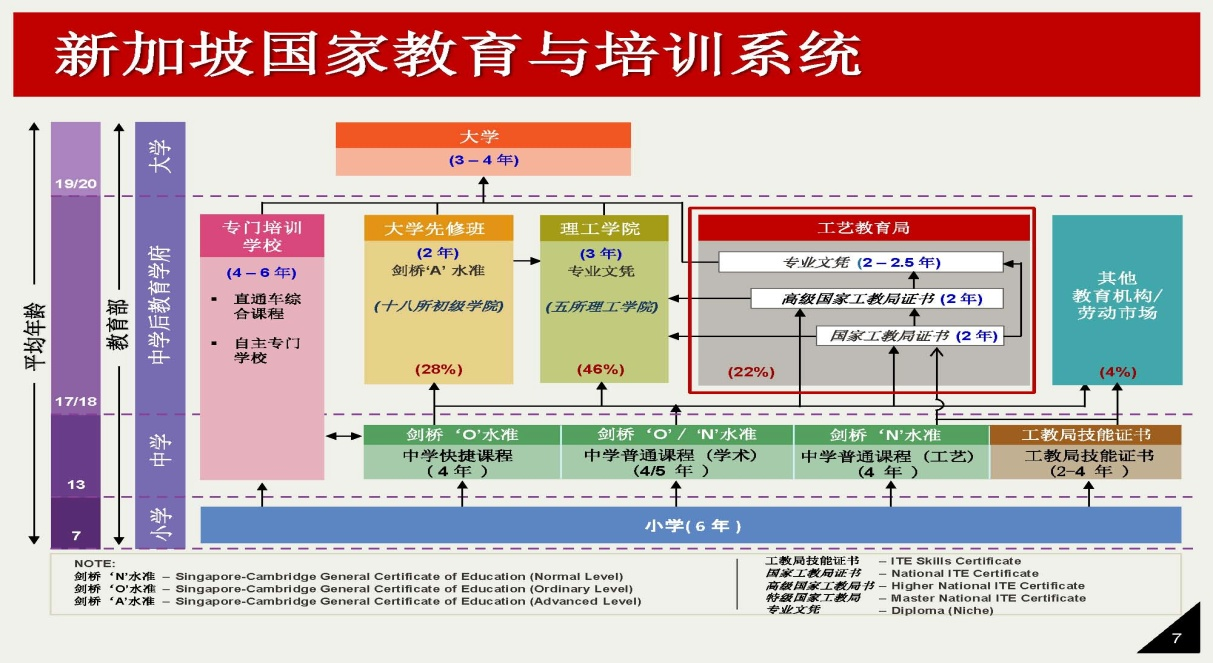 新加坡国家教育与培训系统
平均年龄
19/20
17/18
13
7
教育部
大学
中学后教育学府
中学
小学
大学
(3 – 4 年)
专门培训
学校
(4 – 6 年)
▪ 直通车综
合课程
▪ 自主专门
学校
大学先修班
(2 年)
剑桥‘A’ 水准
(十八所初级学院)
(28%)
理工学院
(3 年)
专业文凭
(五所理工学院)
(46%)
工艺教育局
专业文凭 (2 – 2.5 年)
高级国家工教局证书 (2 年)
国家工教局证书 (2 年)
(22%)
其他
教育机构/
劳动市场
(4%)
剑桥 ‘O’水准
中学快捷课程
( 4 年 )
剑桥 ‘O’ / ‘N’水准
中学普通课程 (学术)
(4/5 年 )
剑桥 ‘N’水准
中学普通课程 (工艺)
(4 年 )
工教局技能证书
工教局技能证书
(2–4 年 )
小学( 6 年 )
NOTE:
剑桥 ‘N’水准 – Singapore-Cambridge General Certificate of Education (Normal Level)
剑桥 ‘O’水准 – Singapore-Cambridge General Certificate of Education (Ordinary Level)
剑桥 ‘A’水准 – Singapore-Cambridge General Certificate of Education (Advanced Level)
工教局技能证书 – ITE Skills Certificate
国家工教局证书 – National ITE Certificate
高级国家工教局书 – Higher National ITE Certificate
特级国家工教局 – Master National ITE Certificate
专业文凭 – Diploma (Niche)
7